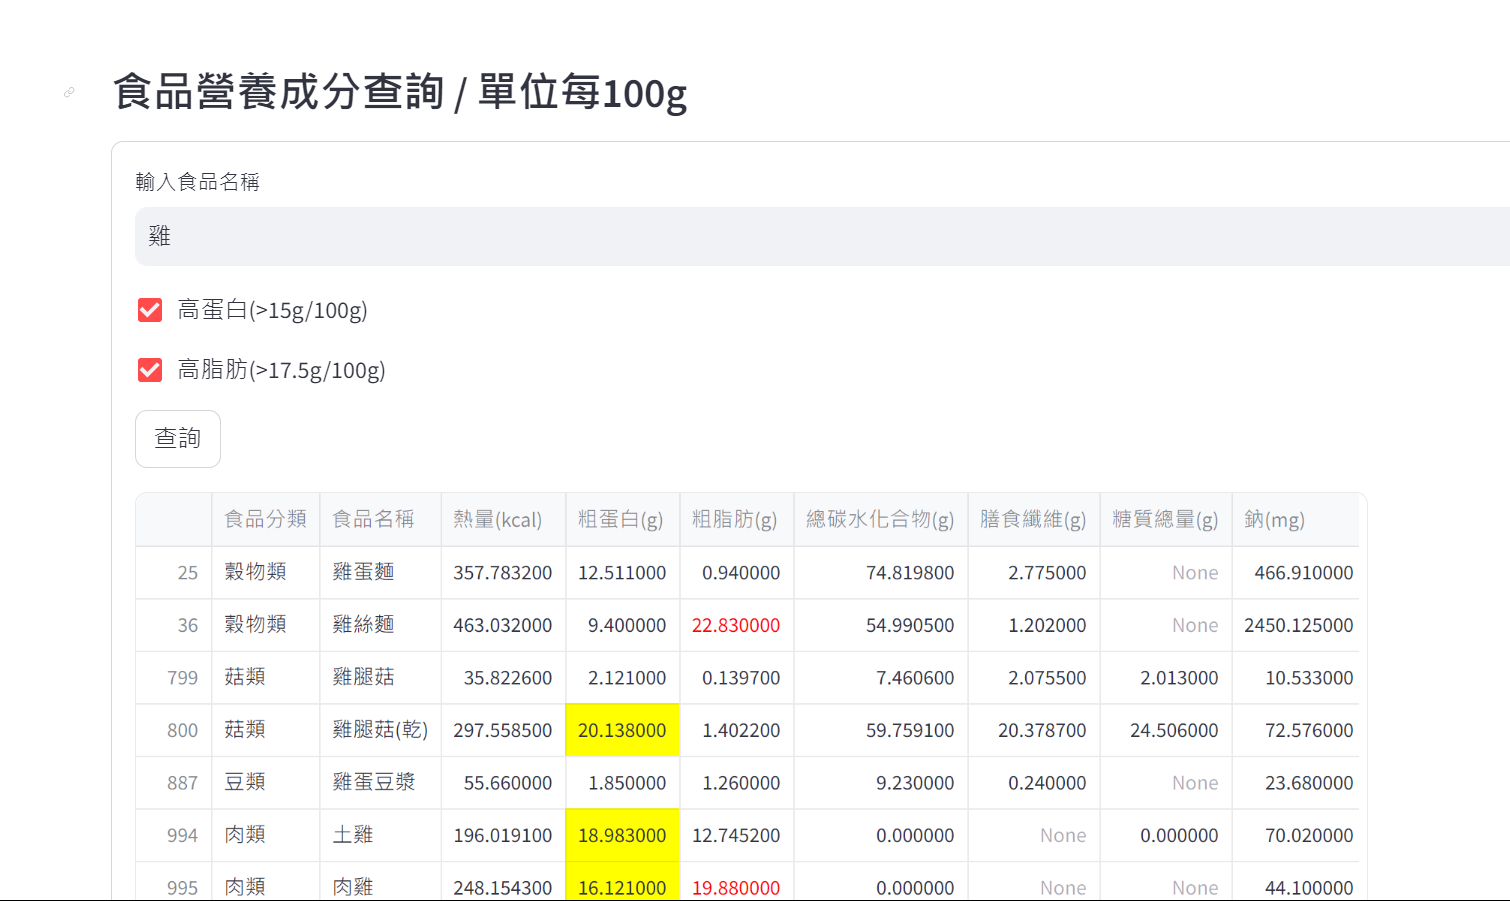 食品營養成分查詢 / 單位每100g
輸入食品名稱
雞
高蛋白(>15g/100g)
高脂肪(>17.5g/100g)
查詢
食品分類 食品名稱 熱量(kcal) 粗蛋白(g) 粗脂肪(g) 總碳水化合物(g) 膳食纖維(g) 糖質總量(g) 鈉(mg)
25 穀物類 雞蛋麵 357.783200 12.511000 0.940000 74.819800 2.775000 None 466.910000
36 穀物類 雞絲麵 463.032000 9.400000 22.830000 54.990500 1.202000 None 2450.125000
799 菇類 雞腿菇 35.822600 2.121000 0.139700 7.460600 2.075500 2.013000 10.533000
800 菇類 雞腿菇(乾) 297.558500 20.138000 1.402200 59.759100 20.378700 24.506000 72.576000
887 豆類 雞蛋豆漿 55.660000 1.850000 1.260000 9.230000 0.240000 None 23.680000
994 肉類 土雞 196.019100 18.983000 12.745200 0.000000 None 0.000000 70.020000
995 肉類 肉雞 248.154300 16.121000 19.880000 0.000000 None None 44.100000